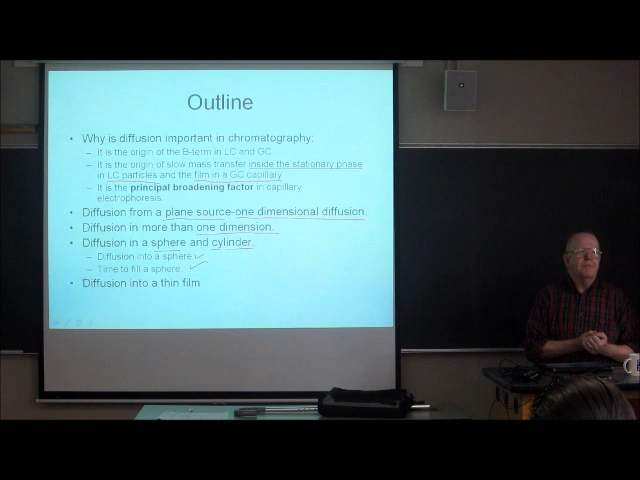 Outline
• Why is diffusion important in chromatography:
– It is the origin of the B-term in LC and GC
– It is the origin of slow mass transfer inside the stationary phase
in LC particles and the film in a GC capillary
– It is the principal broadening factor in capillary
electrophoresis.
• Diffusion from a plane source-one dimensional diffusion.
• Diffusion in more than one dimension.
• Diffusion in a sphere and cylinder.
– Diffusion into a sphere
– Time to fill a sphere
• Diffusion into a thin film